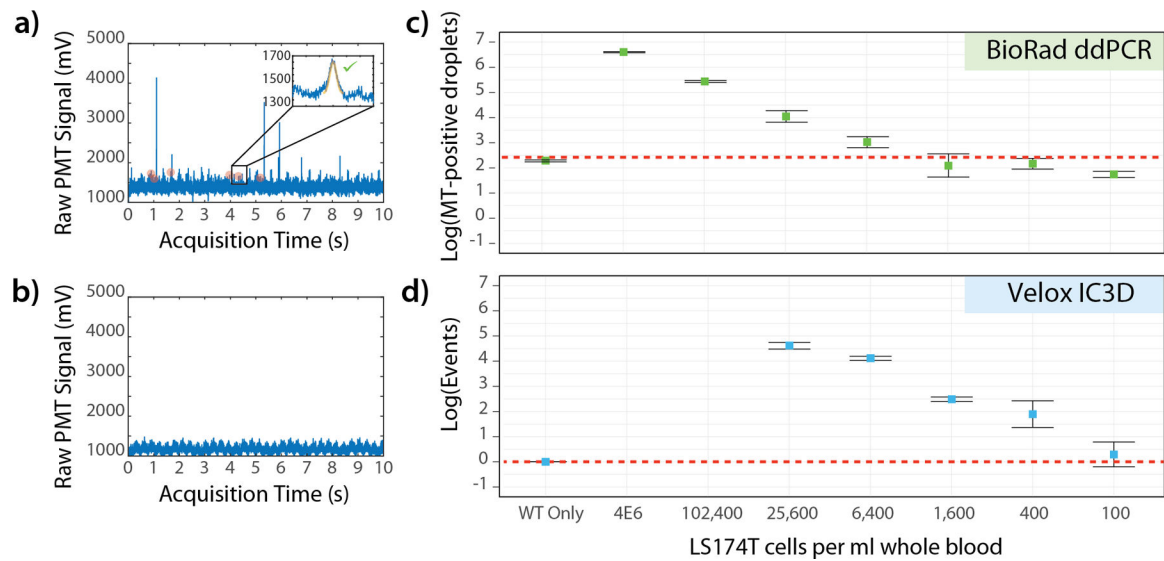 a)
Raw PMT Signal (mV)
5000
4000
3000
2000
1000
0 1 2 3 4 5 6 7 8 9 10
Acquisition Time (s)
1700
1500
1300
b)
Raw PMT Signal (mV)
5000
4000
3000
2000
1000
0 1 2 3 4 5 6 7 8 9 10
Acquisition Time (s)
c)
Log(MT-positive droplets)
7
6
5
4
3
2
1
0
-1
BioRad ddPCR
d)
Log(Events)
7
6
5
4
3
2
1
0
-1
Velox IC3D
WT Only 4E6 102,400 25,600 6,400 1,600 400 100
LS174T cells per ml whole blood